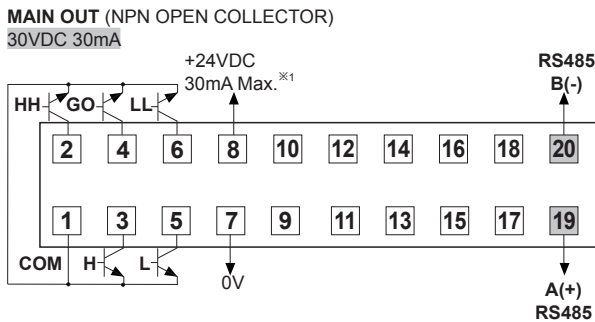 MAIN OUT (NPN OPEN COLLECTOR)
30VDC 30mA
+24VDC
30mA Max.※1
RS485
B(-)
HH GO LL
2 4 6 8 10 12 14 16 18 20
1 3 5 7 9 11 13 15 17 19
COM H L
0V
A(+)
RS485